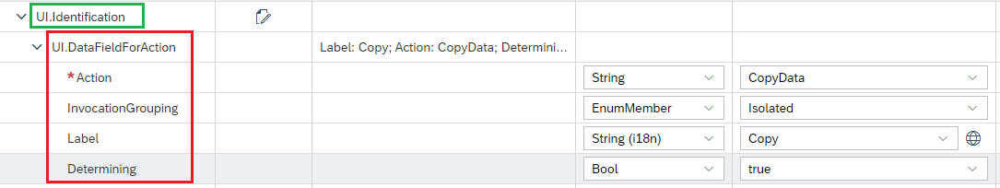 UI.Identification
UI.DataFieldForAction Label: Copy; Action: CopyData; Determini...
*Action String CopyData
InvocationGrouping EnumMember Isolated
Label String (i18n) Copy
Determining Bool true